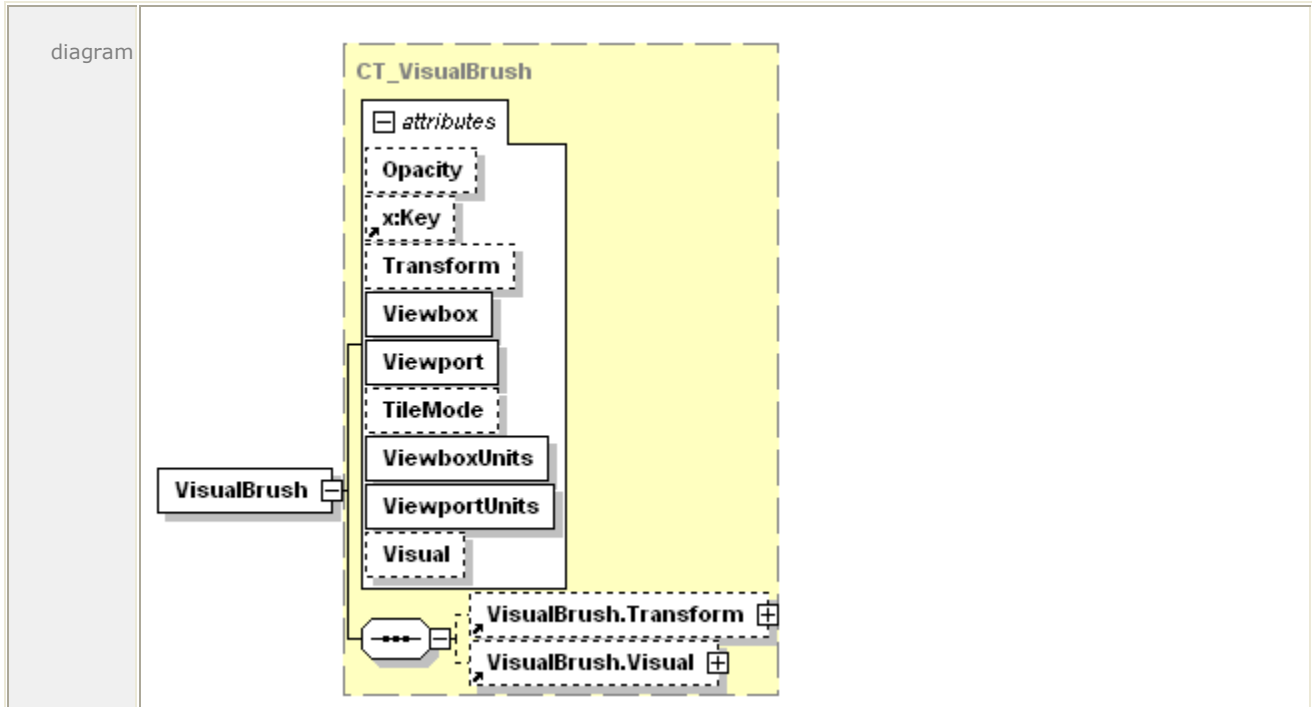 diagram
CT_VisualBrush
attributes
Opacity
x:Key
Transform
Viewbox
Viewport
TileMode
ViewboxUnits
VisualBrush
ViewportUnits
Visual
VisualBrush.Transform
VisualBrush.Visual